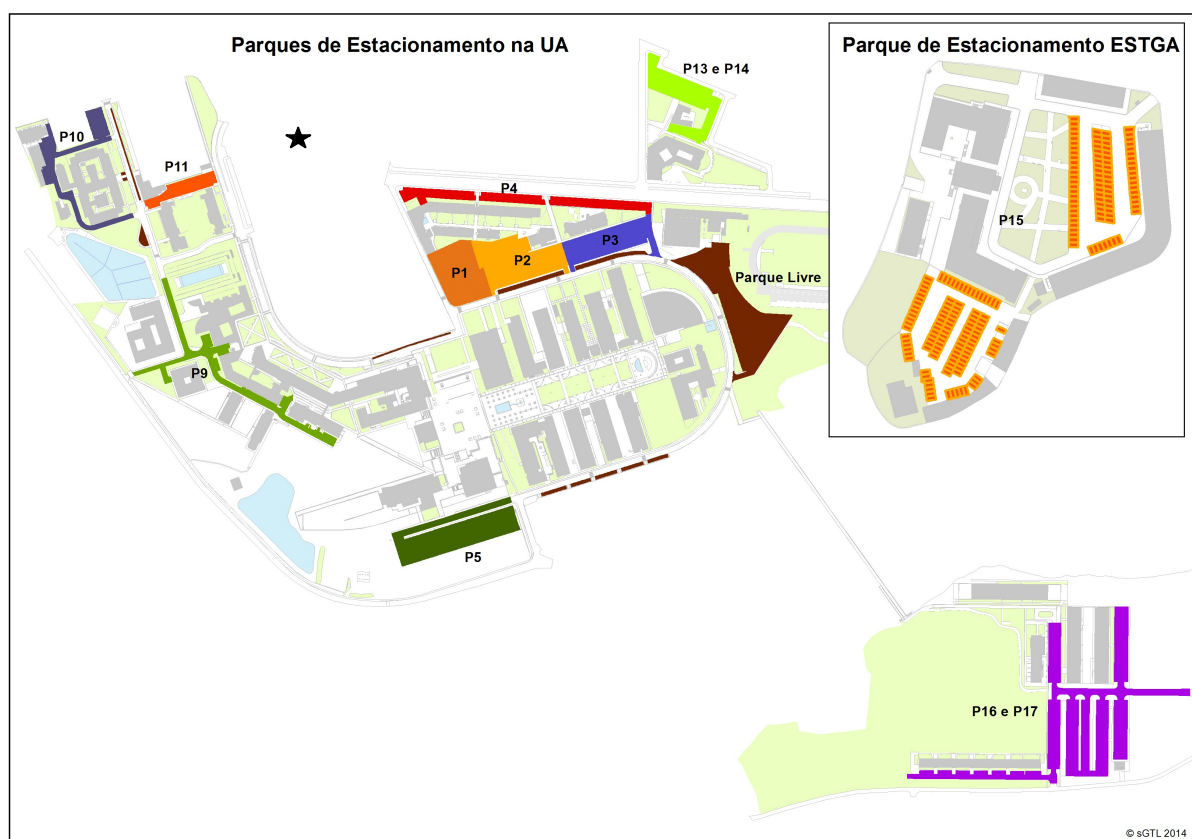 Parques de Estacionamento na UA
Parque de Estacionamento ESTGA
P13 e P14
P10
P11
P4
P15
P3
P2
P1
Parque Livre
P9
P5
P16 e P17
© sGTL 2014